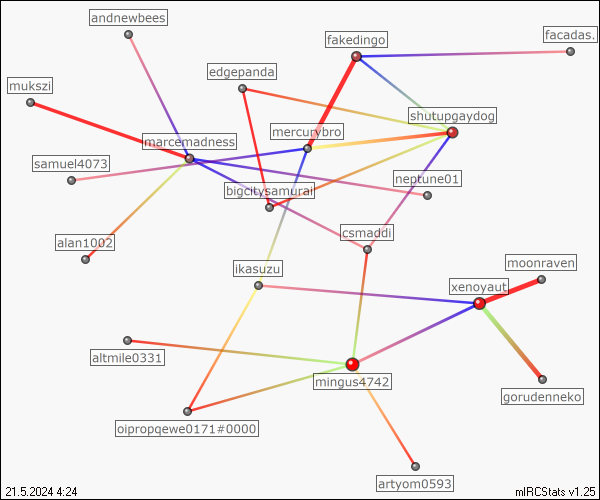 andnewbees
fakedingo
facadas.
edgepanda
mukszi
shutupgaydog
mercurybro
marcemadness
samuel4073
neptune01
bigcitysamurai
csmaddi
alan1002
moonraven
ikasuzu
xenoyaut
altmile0331
mingus4742
gorudenneko
oipropqewe0171#0000
artyom0593
21.5.2024 4:24
mIRCStats v1.25